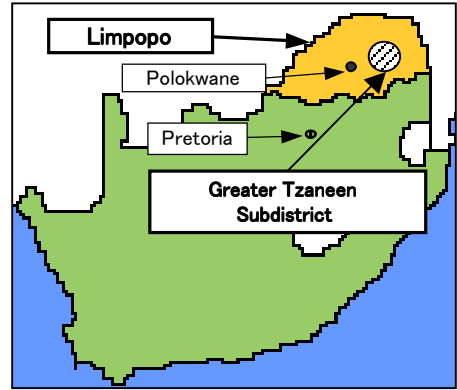 Limpopo
Polokwane
Pretoria
Greater Tzaneen
Subdistrict